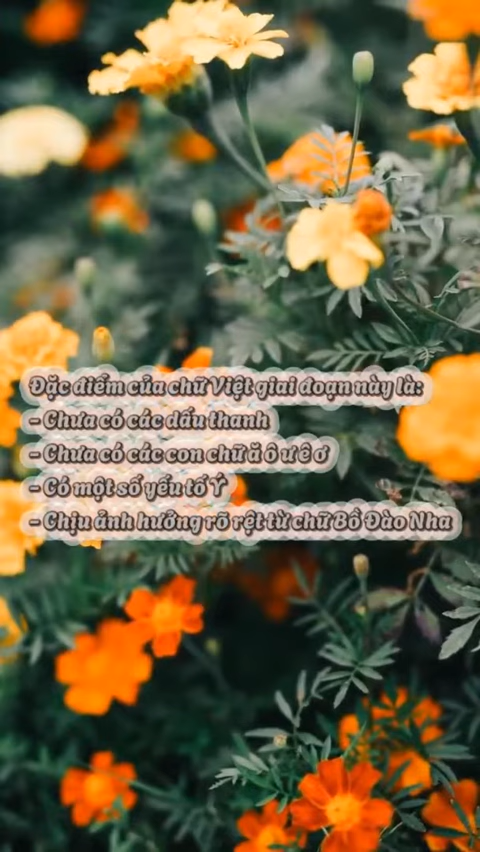 Đặc điểm của chữ Việt giai đoạn này là:
- Chưa có các dấu thanh
- Chưa có các con chữ ă ô ư ê ơ
- Có một số yếu tố Ý
- Chịu ảnh hưởng rõ rệt từ chữ Bồ Đào Nha